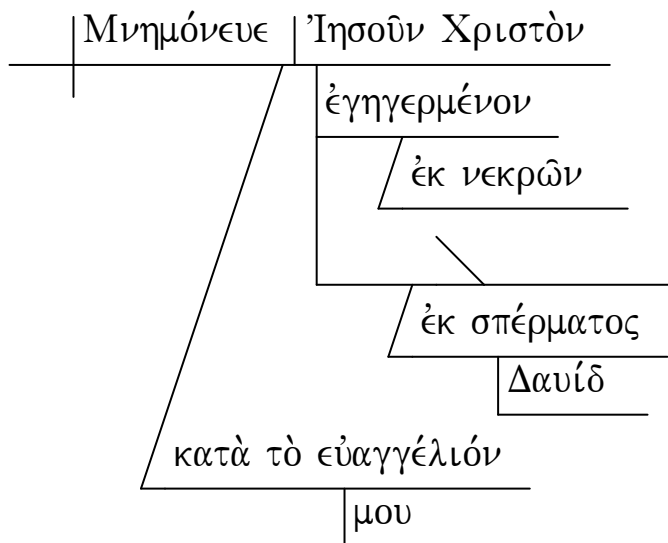 Μνημόνευε Ἰησοῦν Χριστὸν
ἐγηγερμένον
ἐκ νεκρῶν
ἐκ σπέρματος
Δαυίδ
κατὰ τὸ εὐαγγέλιόν
μου